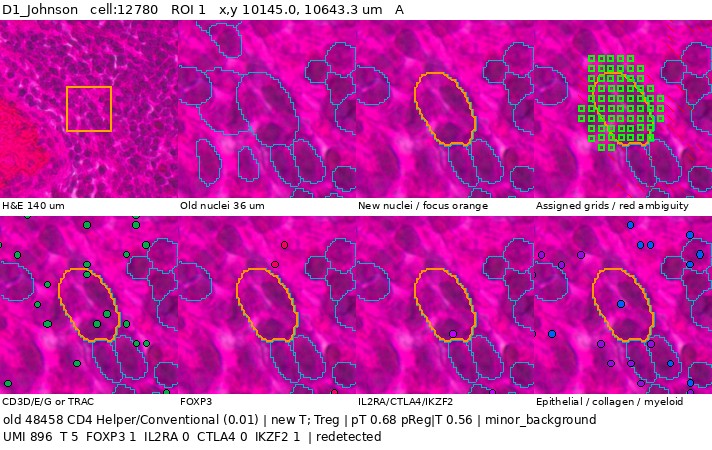 D1_Johnson cell:12780 ROI 1 x,y 10145.0, 10643.3 um A
H&E 140 um
Old nuclei 36 um
New nuclei / focus orange
Assigned grids / red ambiguity
CD3D/E/G or TRAC
FOXP3
IL2RA/CTLA4/IKZF2
Epithelial / collagen / myeloid
old 48458 CD4 Helper/Conventional (0.01) | new T; Treg | pT 0.68 pReg|T 0.56 | minor_background
UMI 896 T 5 FOXP3 1 IL2RA 0 CTLA4 0 IKZF2 1 | redetected